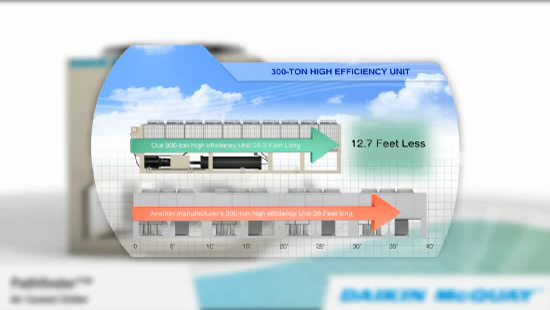 300-TON HIGH EFFICIENCY UNIT
Our 300-ton high efficiency Unit 26.3 Feet Long
12.7 Feet Less
Another manufacturer's 300-ton high efficiency Unit 39 Feet long
0 5' 10' 15' 20' 25' 30' 35' 40'
Pathfinder™
Air Cooled Chiller
DAIKIN McQUAY